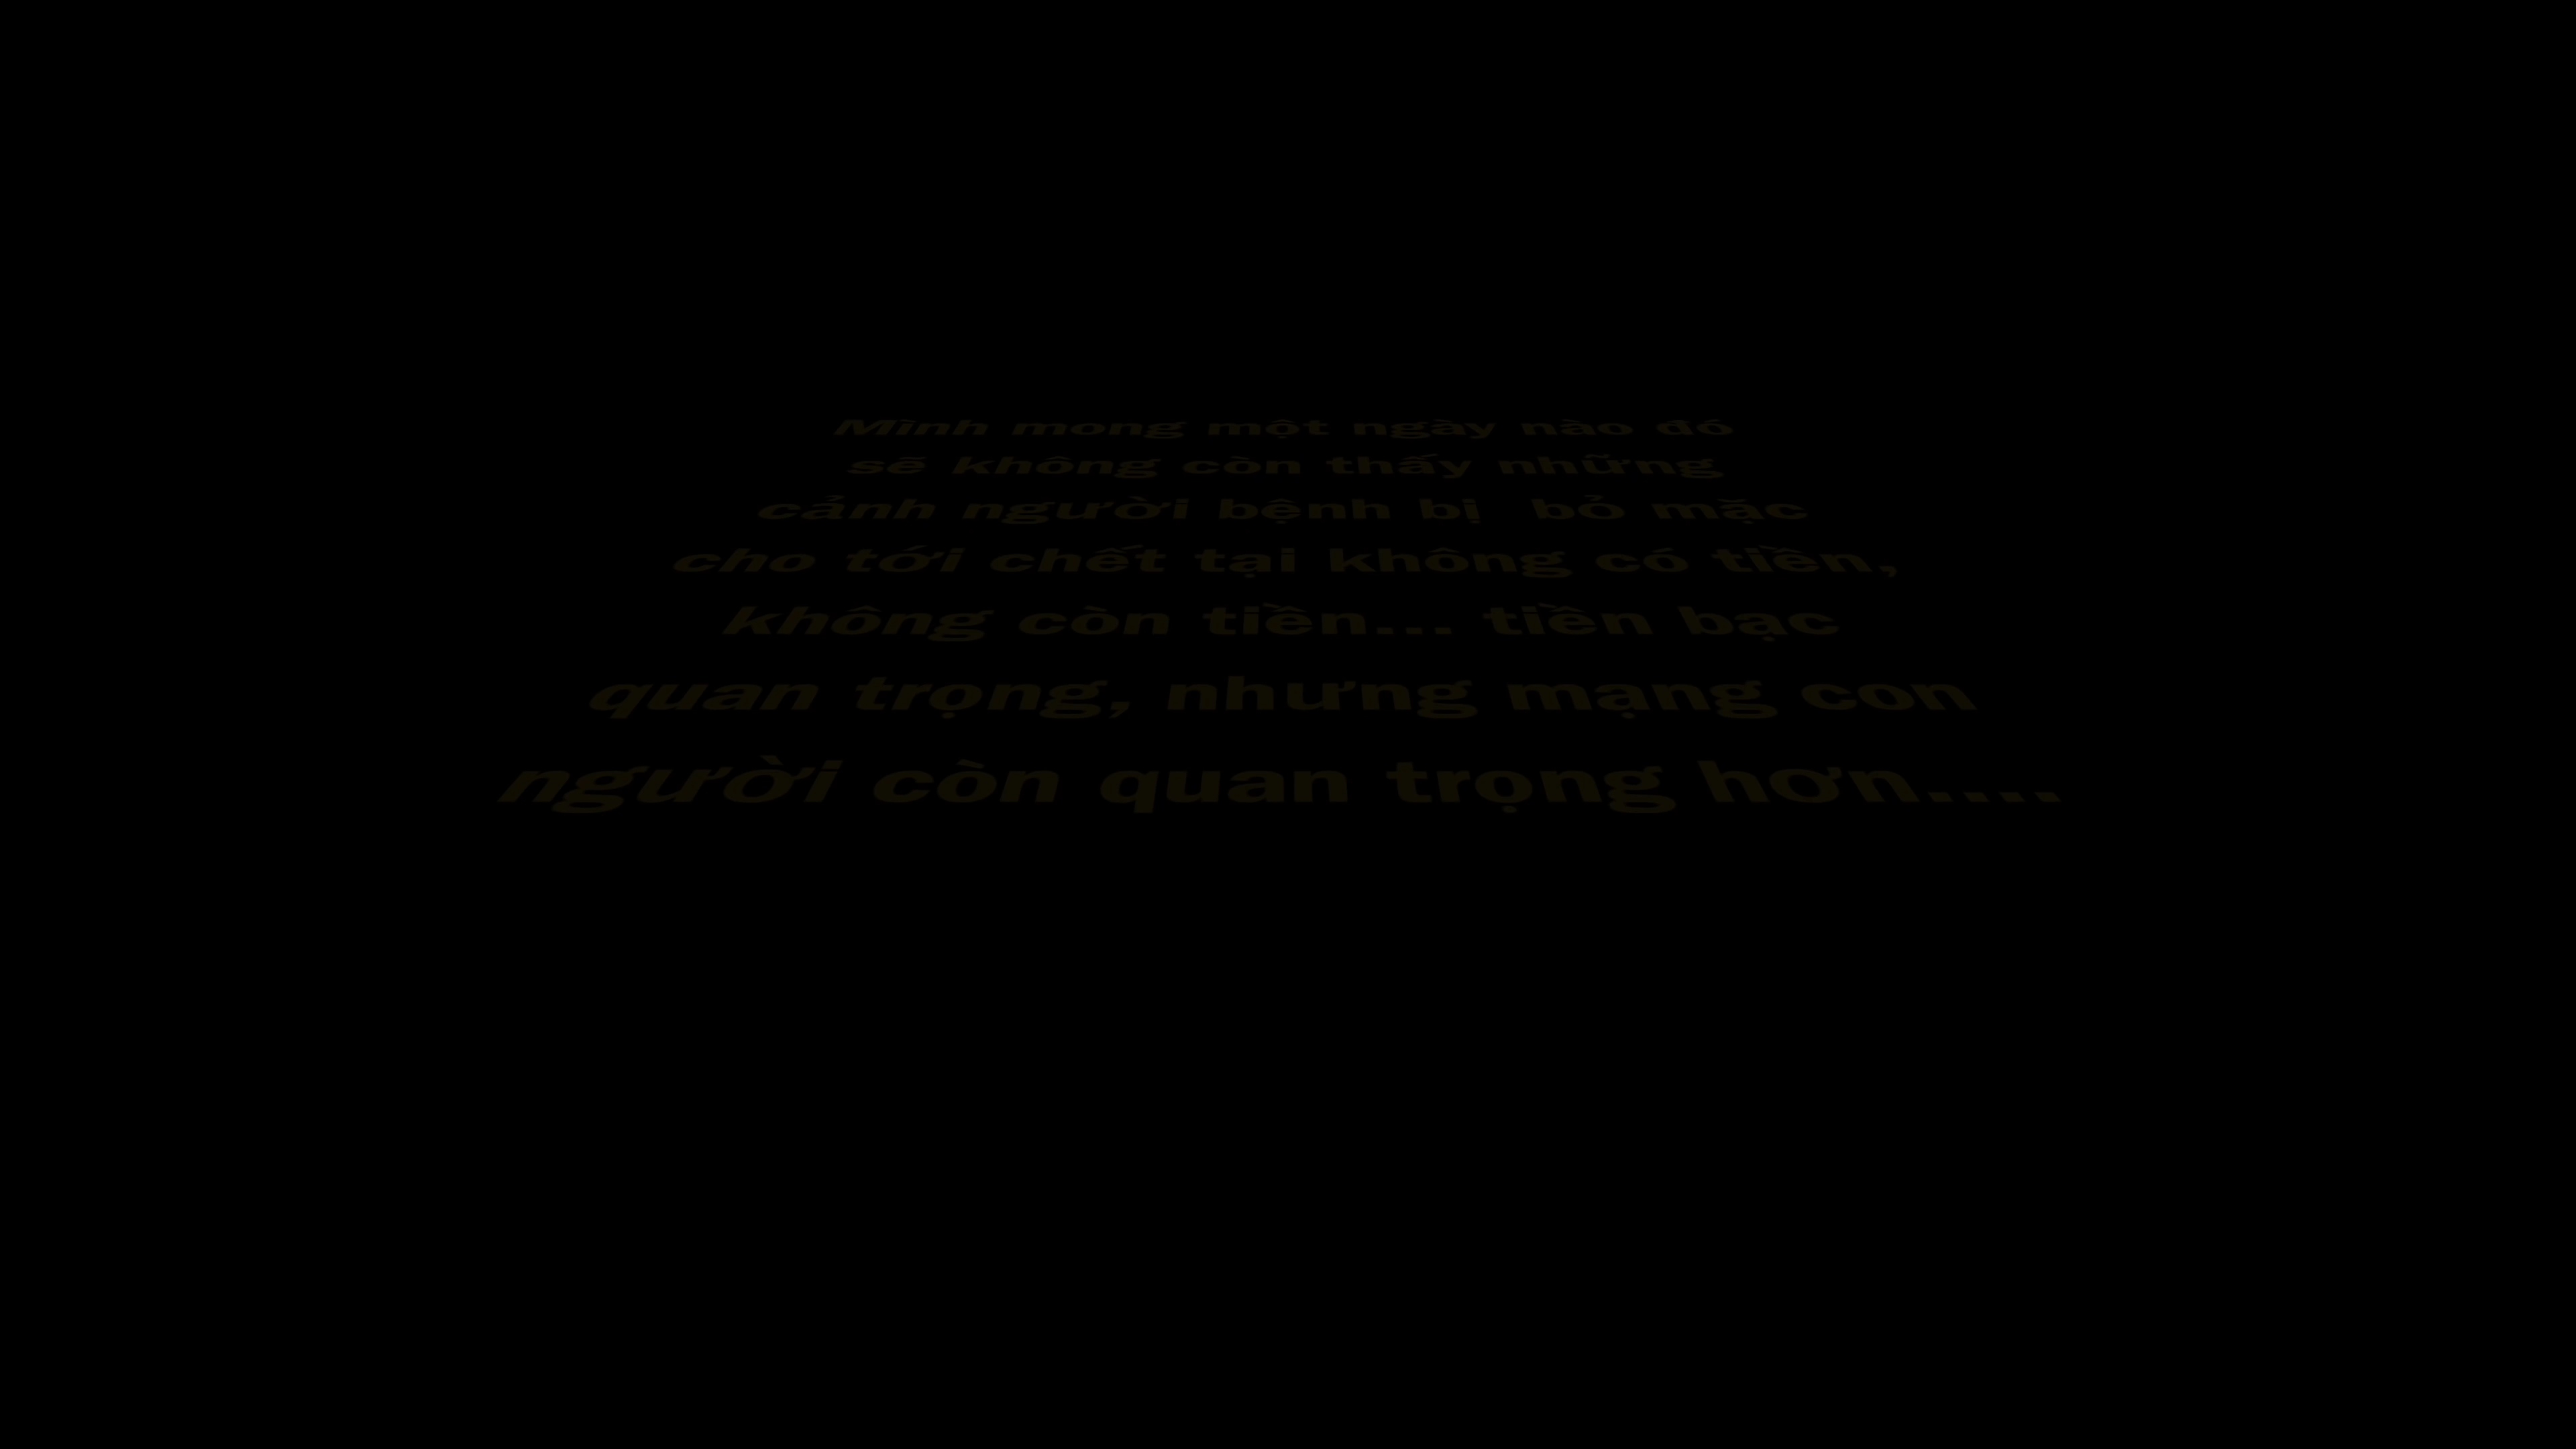 Mình mong một ngày nào đó
sẽ không còn thấy những
cảnh người bệnh bị  bỏ mặc
cho tới chết tại không có tiền,
không còn tiền... tiền bạc
quan trọng, nhưng mạng con
người còn quan trọng hơn....